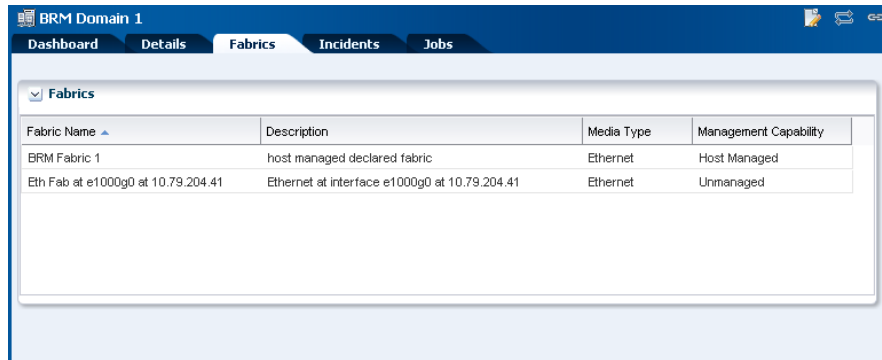 BRM Domain 1
Dashboard Details Fabrics Incidents Jobs
Fabrics
Fabric Name Description Media Type Management Capability
BRM Fabric 1 host managed declared fabric Ethernet Host Managed
Eth Fab at e1000g0 at 10.79.204.41 Ethernet at interface e1000g0 at 10.79.204.41 Ethernet Unmanaged